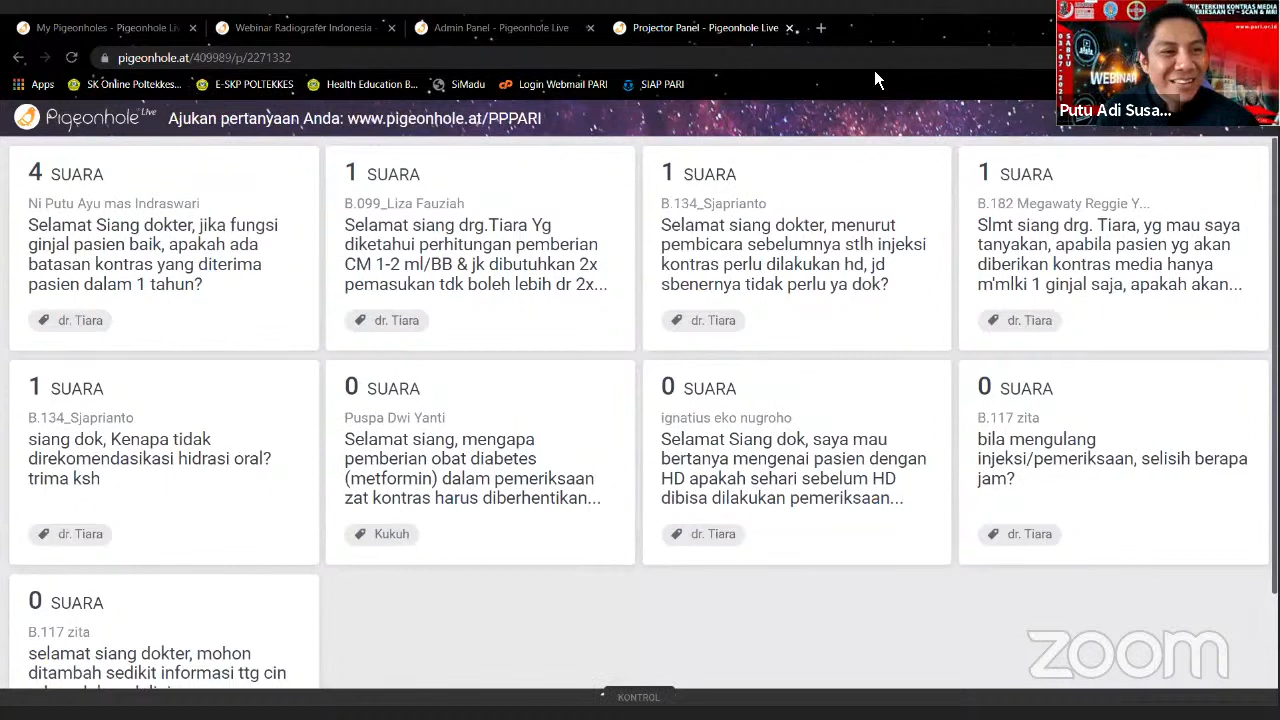 My Pigeonholes - Pigeonhole Liv
Webinar Radiografer Indonesia -
Admin Panel - Pigeonhole Live
Projector Panel - Pigeonhole Live
pigeonhole.at/409989/p/2271332
Apps
SK Online Poltekkes...
E-SKP POLTEKKES
Health Education B...
SiMadu
Login Webmail PARI
SIAP PARI
WEBINAR
Putu Adi Susa...
Pigeonhole Live
Ajukan pertanyaan Anda: www.pigeonhole.at/PPPARI
4 SUARA
Ni Putu Ayu mas Indraswari
Selamat Siang dokter, jika fungsi
ginjal pasien baik, apakah ada
batasan kontras yang diterima
pasien dalam 1 tahun?
dr. Tiara
1 SUARA
B.099_Liza Fauziah
Selamat siang drg.Tiara Yg
diketahui perhitungan pemberian
CM 1-2 ml/BB & jk dibutuhkan 2x
pemasukan tdk boleh lebih dr 2x...
dr. Tiara
1 SUARA
B.134_Sjaprianto
Selamat siang dokter, menurut
pembicara sebelumnya stlh injeksi
kontras perlu dilakukan hd, jd
sbenernya tidak perlu ya dok?
dr. Tiara
1 SUARA
B.182 Megawaty Reggie Y...
Slmt siang drg. Tiara, yg mau saya
tanyakan, apabila pasien yg akan
diberikan kontras media hanya
m'mlki 1 ginjal saja, apakah akan...
dr. Tiara
1 SUARA
B.134_Sjaprianto
siang dok, Kenapa tidak
direkomendasikasi hidrasi oral?
trima ksh
dr. Tiara
0 SUARA
Puspa Dwi Yanti
Selamat siang, mengapa
pemberian obat diabetes
(metformin) dalam pemeriksaan
zat kontras harus diberhentikan...
Kukuh
0 SUARA
ignatius eko nugroho
Selamat Siang dok, saya mau
bertanya mengenai pasien dengan
HD apakah sehari sebelum HD
dibisa dilakukan pemeriksaan...
dr. Tiara
0 SUARA
B.117 zita
bila mengulang
injeksi/pemeriksaan, selisih berapa
jam?
dr. Tiara
0 SUARA
B.117 zita
selamat siang dokter, mohon
ditambah sedikit informasi ttg cin
zoom
KONTROL